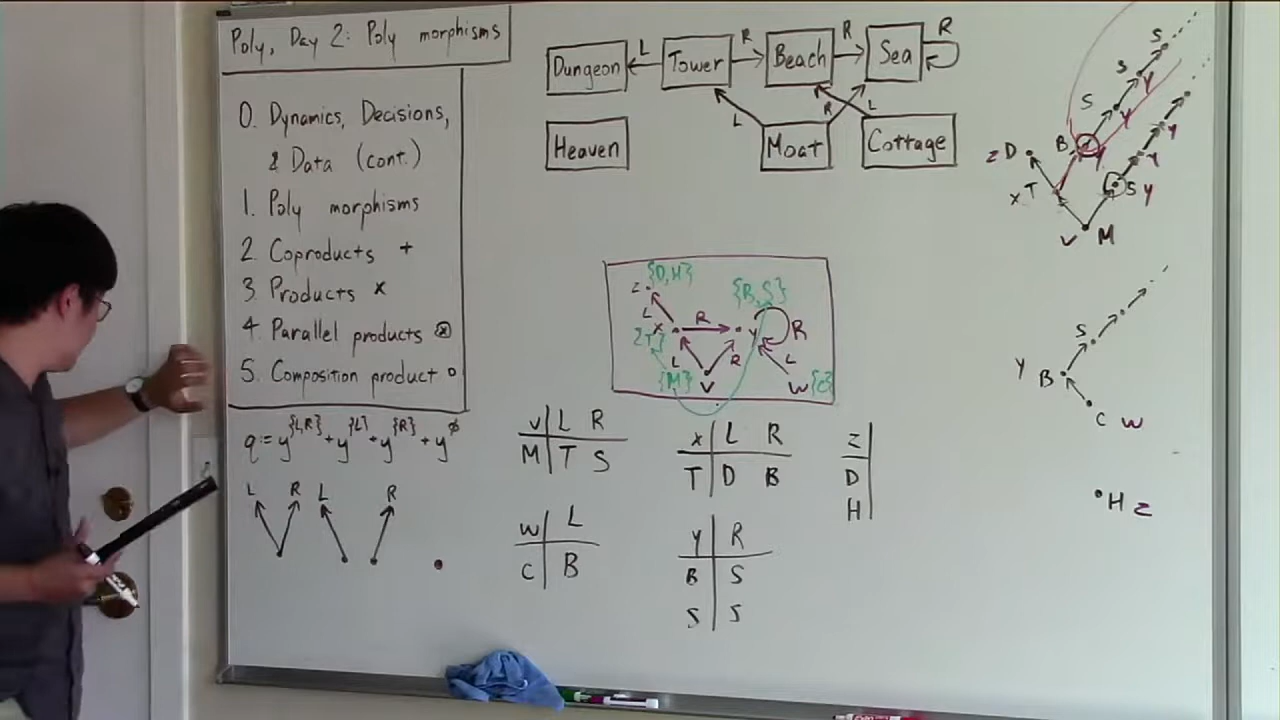 Poly, Day 2: Poly morphisms
0. Dynamics, Decisions,
& Data (cont.)
1. Poly morphisms
2. Coproducts +
3. Products ×
4. Parallel products ⊗
5. Composition product ∘
q := y^{L,R} + y^{L} + y^{R} + y^∅
L R L R
L R R R
Dungeon Tower Beach Sea
L R L
Heaven Moat Cottage
{D,H} {B,S}
z
L
x R y R
{T}
L R L
{M} v w {C}
v | L R
M | T S
x | L R
T | D B
z |
D |
H |
w | L
C | B
y | R
B | S
S | S
S
S y
S y y
B y y
z D y
x T S y
v M
S
y B
C w
H z